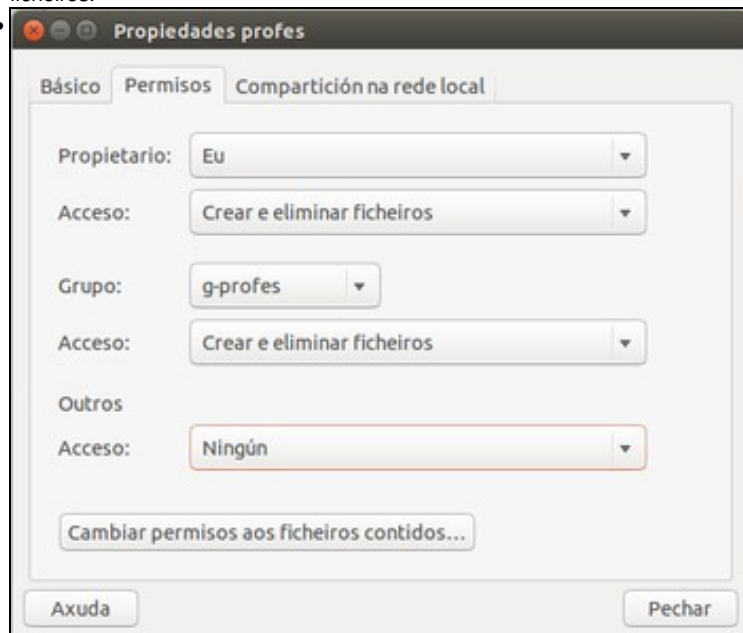 ficheiros.
Propiedades profes
Básico Permisos Compartición na rede local
Propietario: Eu
Acceso: Crear e eliminar ficheiros
Grupo: g-profes
Acceso: Crear e eliminar ficheiros
Outros
Acceso: Ningún
Cambiar permisos aos ficheiros contidos...
Axuda Pechar